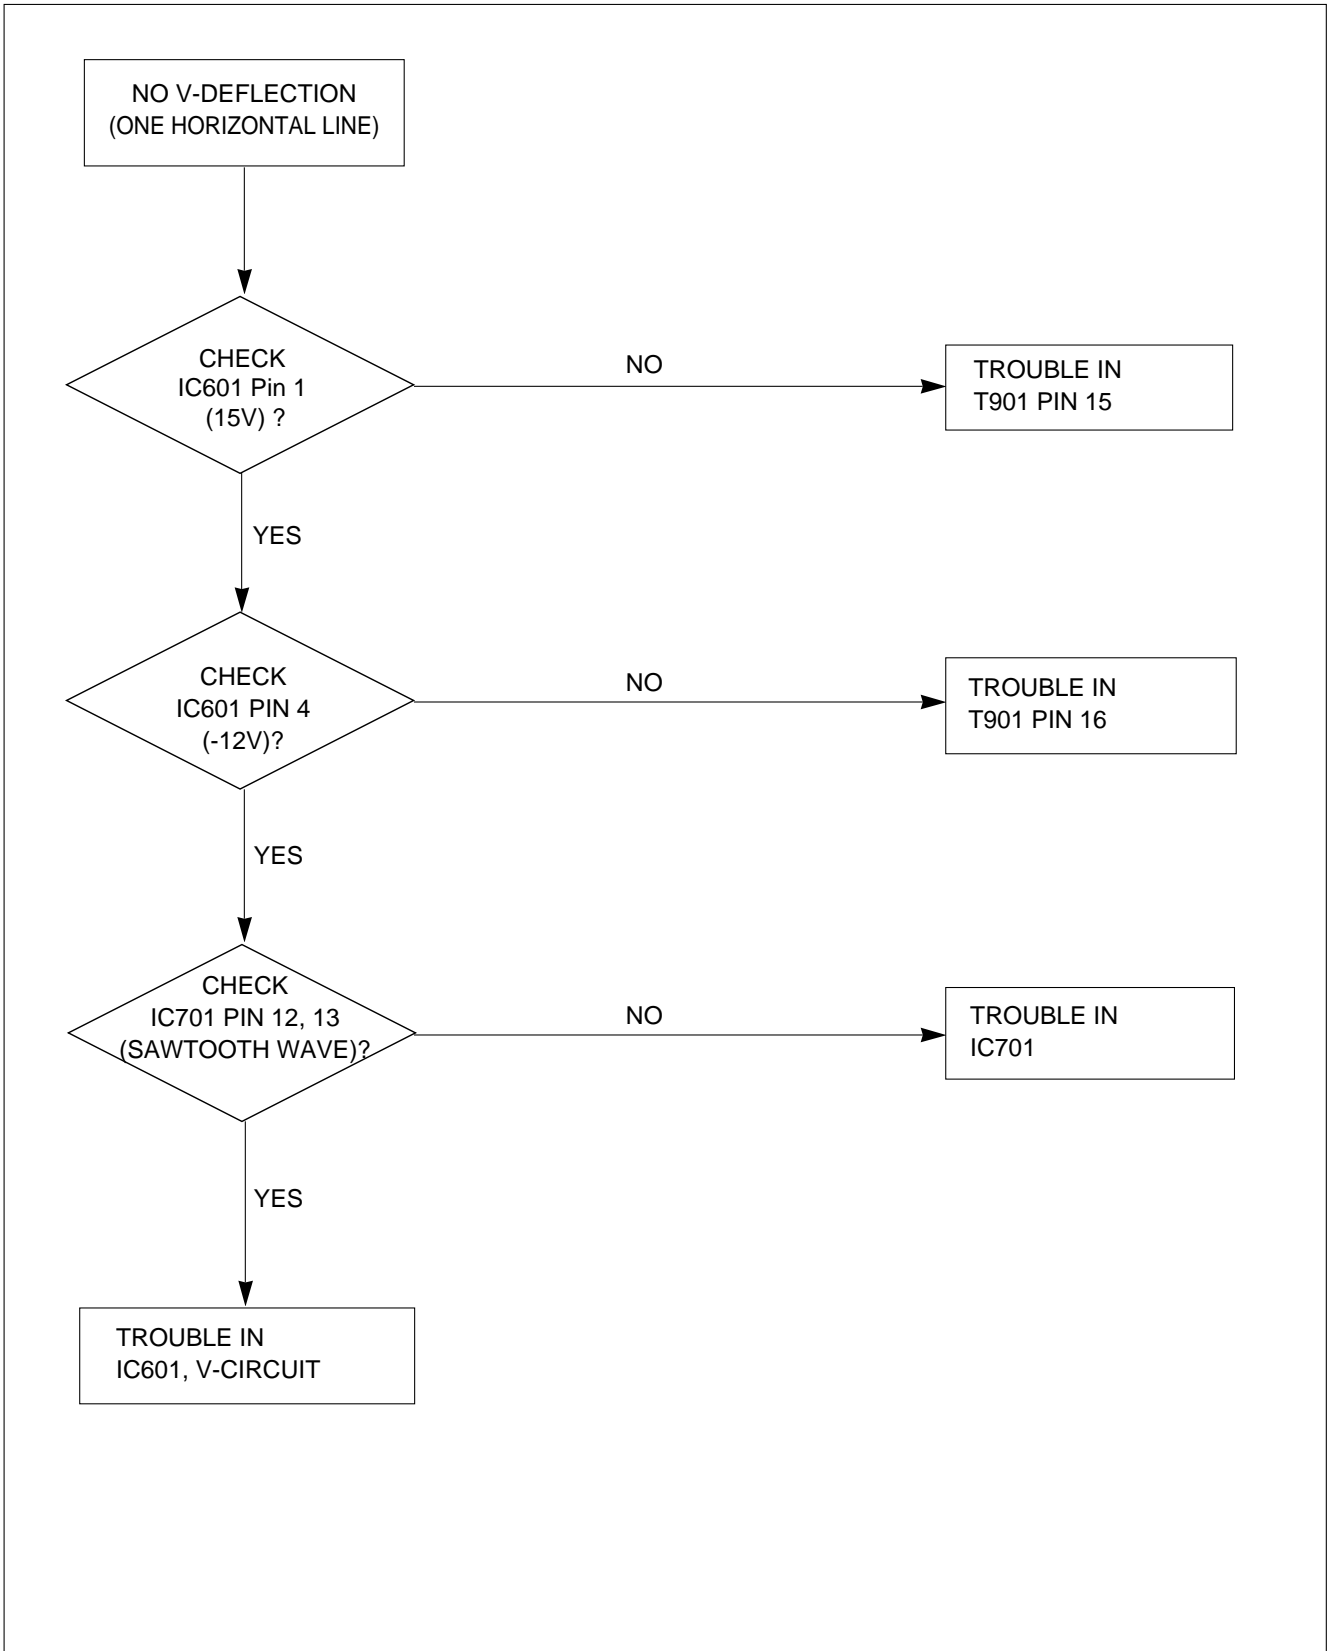 NO V-DEFLECTION
(ONE HORIZONTAL LINE)
CHECK
IC601 Pin 1
(15V) ?
NO
TROUBLE IN
T901 PIN 15
YES
CHECK
IC601 PIN 4
(-12V)?
NO
TROUBLE IN
T901 PIN 16
YES
CHECK
IC701 PIN 12, 13
(SAWTOOTH WAVE)?
NO
TROUBLE IN
IC701
YES
TROUBLE IN
IC601, V-CIRCUIT